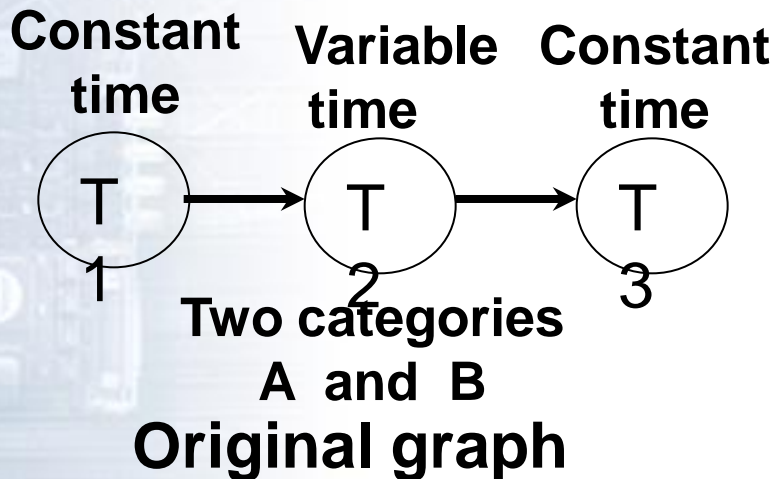 Constant
time
Variable
time
Constant
time
T
1
T
2
T
3
Two categories
A and B
Original graph